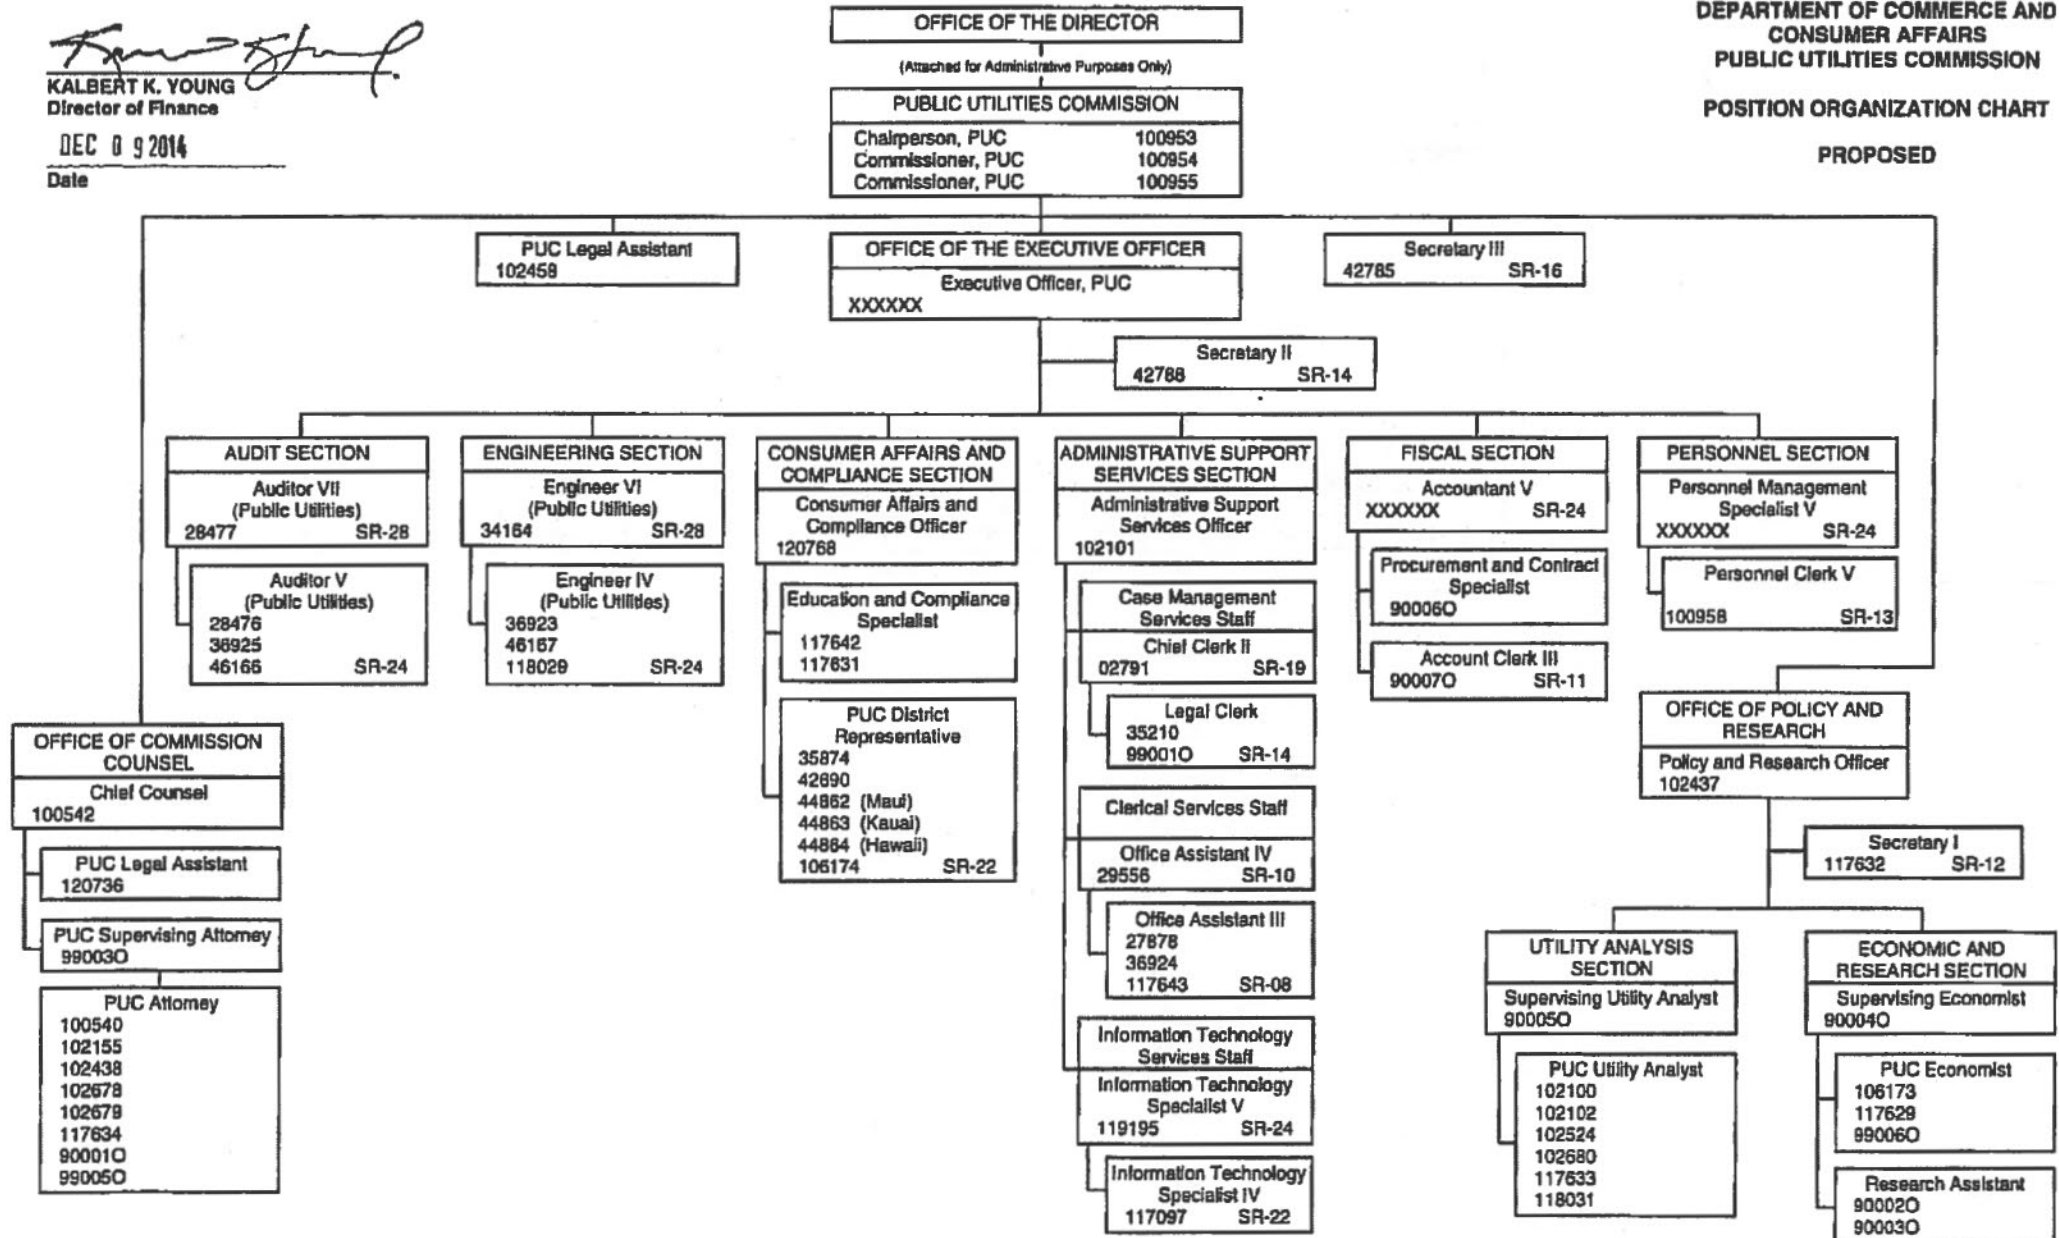 KALBERT K. YOUNG
Director of Finance
DEC 09 2014
Date
DEPARTMENT OF COMMERCE AND
CONSUMER AFFAIRS
PUBLIC UTILITIES COMMISSION
POSITION ORGANIZATION CHART
PROPOSED
OFFICE OF THE DIRECTOR
(Attached for Administrative Purposes Only)
PUBLIC UTILITIES COMMISSION
Chairperson, PUC 100953
Commissioner, PUC 100954
Commissioner, PUC 100955
PUC Legal Assistant
102458
OFFICE OF THE EXECUTIVE OFFICER
Executive Officer, PUC
XXXXXX
Secretary III
42785 SR-16
Secretary II
42788 SR-14
AUDIT SECTION
Auditor VII
(Public Utilities)
28477 SR-28
Auditor V
(Public Utilities)
28476
36925
46166 SR-24
ENGINEERING SECTION
Engineer VI
(Public Utilities)
34164 SR-28
Engineer IV
(Public Utilities)
36923
46167
118029 SR-24
CONSUMER AFFAIRS AND
COMPLIANCE SECTION
Consumer Affairs and
Compliance Officer
120768
Education and Compliance
Specialist
117642
117631
PUC District
Representative
35874
42690
44862 (Maui)
44863 (Kauai)
44864 (Hawaii)
106174 SR-22
ADMINISTRATIVE SUPPORT
SERVICES SECTION
Administrative Support
Services Officer
102101
Case Management
Services Staff
Chief Clerk II
02791 SR-19
Legal Clerk
35210
99001O SR-14
Clerical Services Staff
Office Assistant IV
29556 SR-10
Office Assistant III
27878
36924
117643 SR-08
Information Technology
Services Staff
Information Technology
Specialist V
119195 SR-24
Information Technology
Specialist IV
117097 SR-22
FISCAL SECTION
Accountant V
XXXXXX SR-24
Procurement and Contract
Specialist
90006O
Account Clerk III
90007O SR-11
PERSONNEL SECTION
Personnel Management
Specialist V
XXXXXX SR-24
Personnel Clerk V
100958 SR-13
OFFICE OF COMMISSION
COUNSEL
Chief Counsel
100542
PUC Legal Assistant
120736
PUC Supervising Attorney
99003O
PUC Attorney
100540
102155
102438
102678
102679
117634
90001O
99005O
OFFICE OF POLICY AND
RESEARCH
Policy and Research Officer
102437
Secretary I
117632 SR-12
UTILITY ANALYSIS
SECTION
Supervising Utility Analyst
90005O
PUC Utility Analyst
102100
102102
102524
102680
117633
118031
ECONOMIC AND
RESEARCH SECTION
Supervising Economist
90004O
PUC Economist
106173
117629
99006O
Research Assistant
90002O
90003O